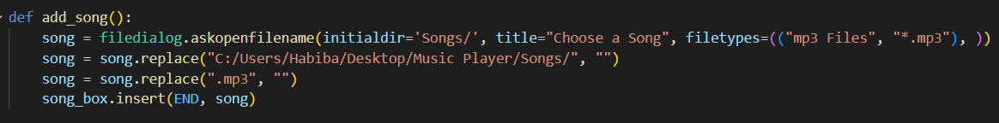 def add_song():
    song = filedialog.askopenfilename(initialdir='Songs/', title="Choose a Song", filetypes=(("mp3 Files", "*.mp3"), ))
    song = song.replace("C:/Users/Habiba/Desktop/Music Player/Songs/", "")
    song = song.replace(".mp3", "")
    song_box.insert(END, song)